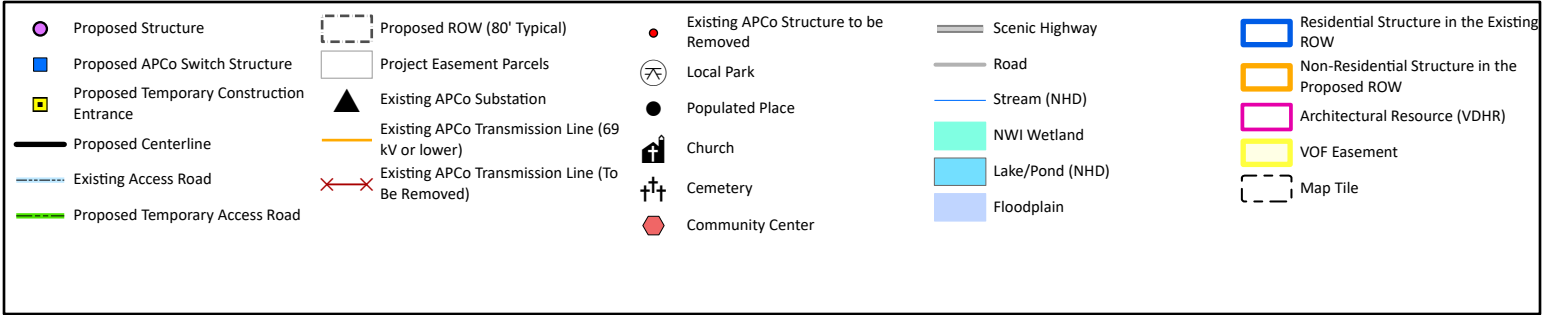 Proposed Structure
Proposed APCo Switch Structure
Proposed Temporary Construction
Entrance
Proposed Centerline
Existing Access Road
Proposed Temporary Access Road
Proposed ROW (80' Typical)
Project Easement Parcels
Existing APCo Substation
Existing APCo Transmission Line (69
kV or lower)
Existing APCo Transmission Line (To
Be Removed)
Existing APCo Structure to be
Removed
Local Park
Populated Place
Church
Cemetery
Community Center
Scenic Highway
Road
Stream (NHD)
NWI Wetland
Lake/Pond (NHD)
Floodplain
Residential Structure in the Existing
ROW
Non-Residential Structure in the
Proposed ROW
Architectural Resource (VDHR)
VOF Easement
Map Tile